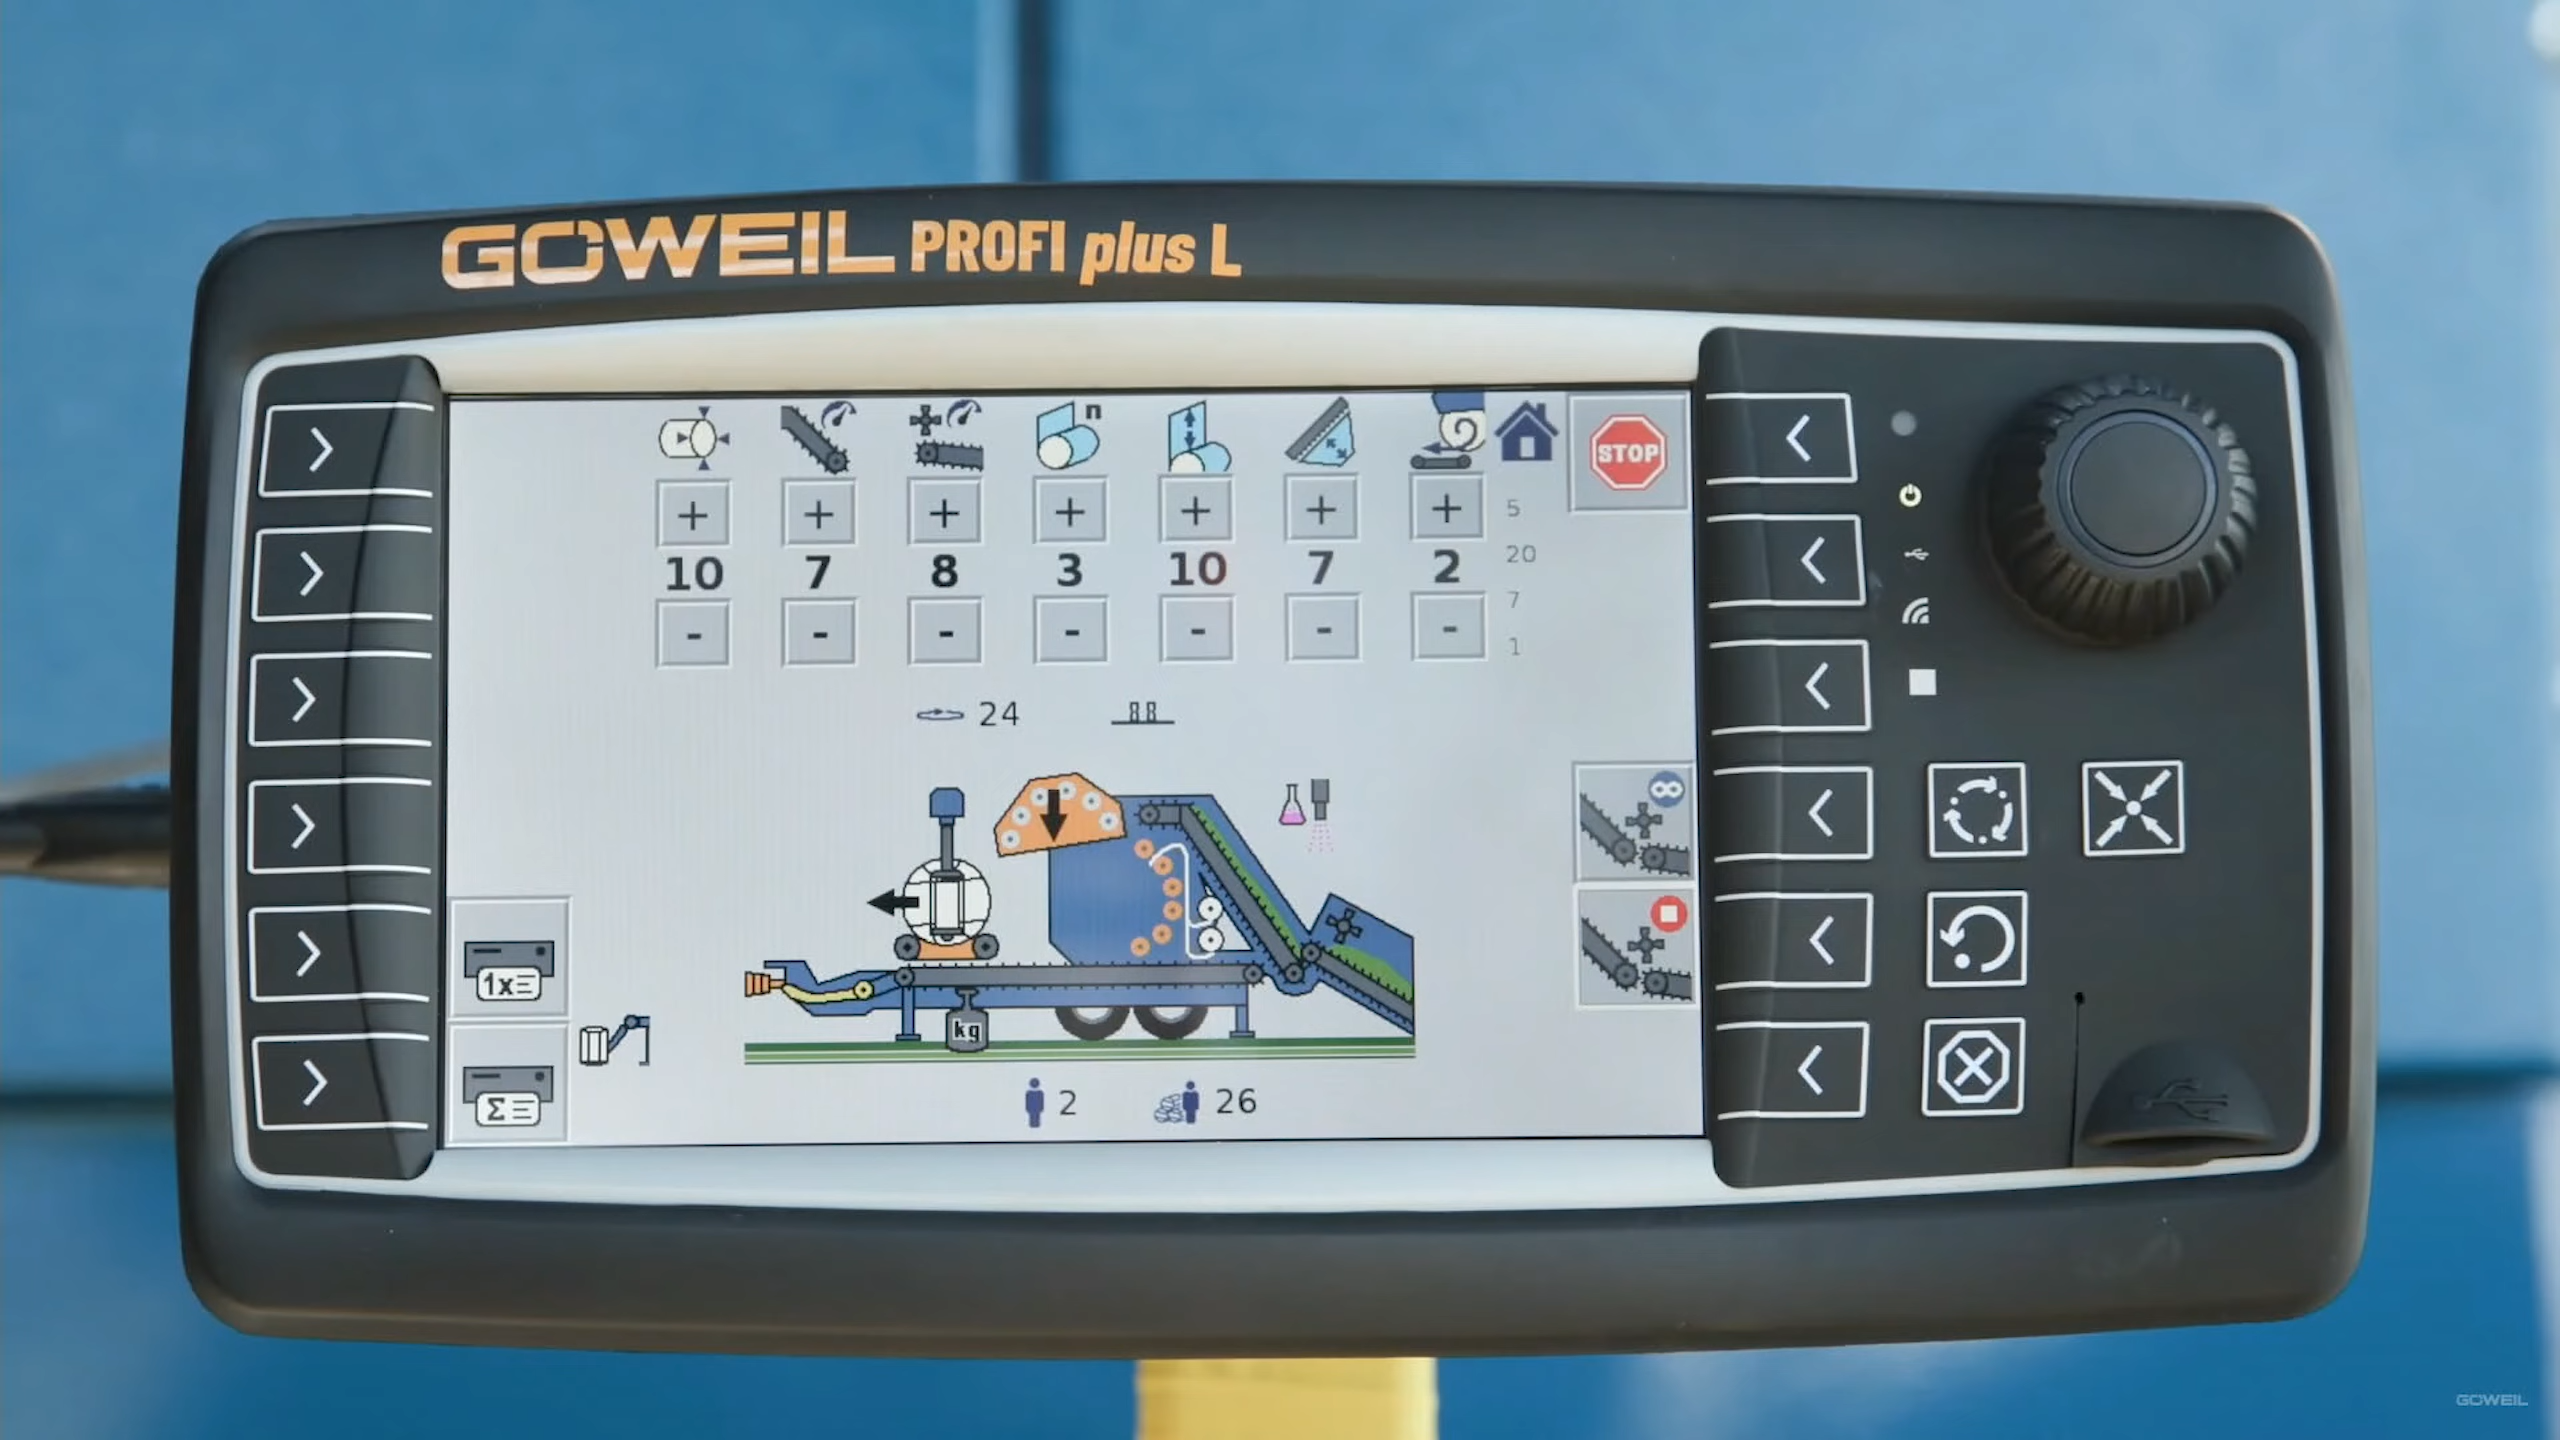 GOWEIL PROFI plus L
n
STOP
+ + + + + + + 5
10 7 8 3 10 7 2 20
- - - - - - - 7
1
24 88
1x
kg
Σ
2 26
GOWEIL